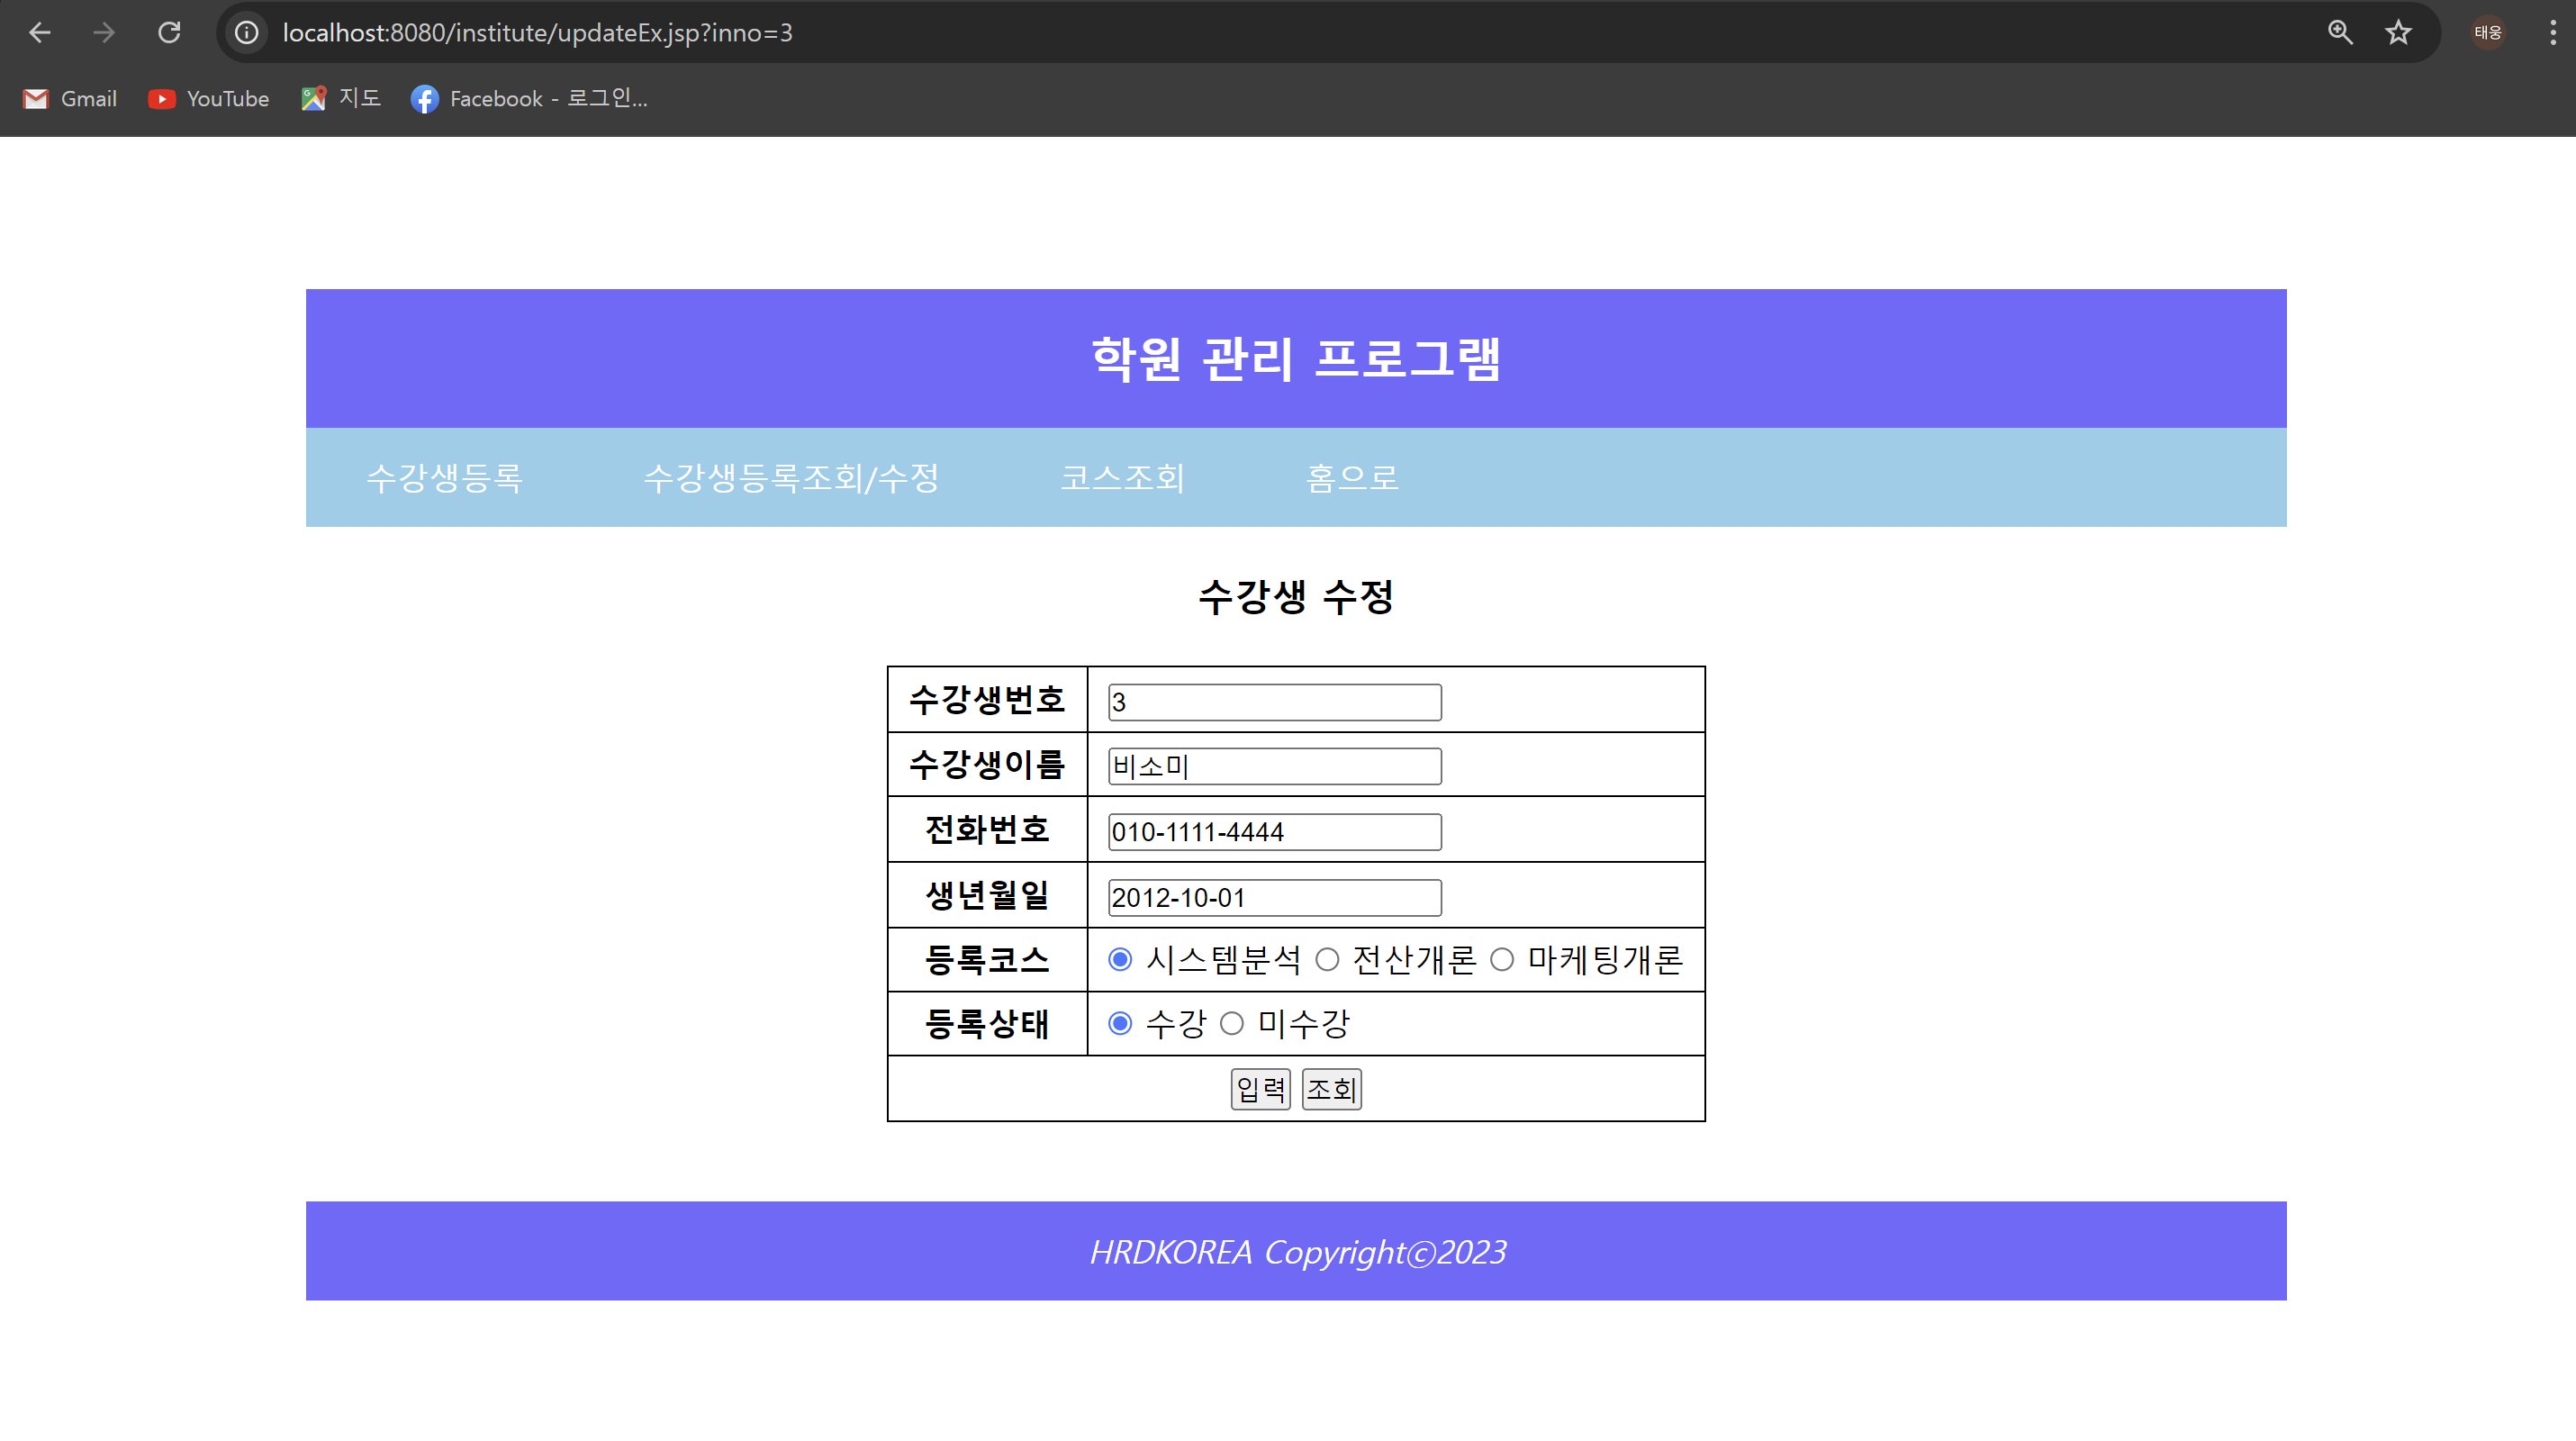 localhost:8080/institute/updateEx.jsp?inno=3
태웅
Gmail YouTube 지도 Facebook - 로그인...
학원 관리 프로그램
수강생등록 수강생등록조회/수정 코스조회 홈으로
수강생 수정
수강생번호 3
수강생이름 비소미
전화번호 010-1111-4444
생년월일 2012-10-01
등록코스 시스템분석 전산개론 마케팅개론
등록상태 수강 미수강
입력 조회
HRDKOREA Copyrightⓒ2023